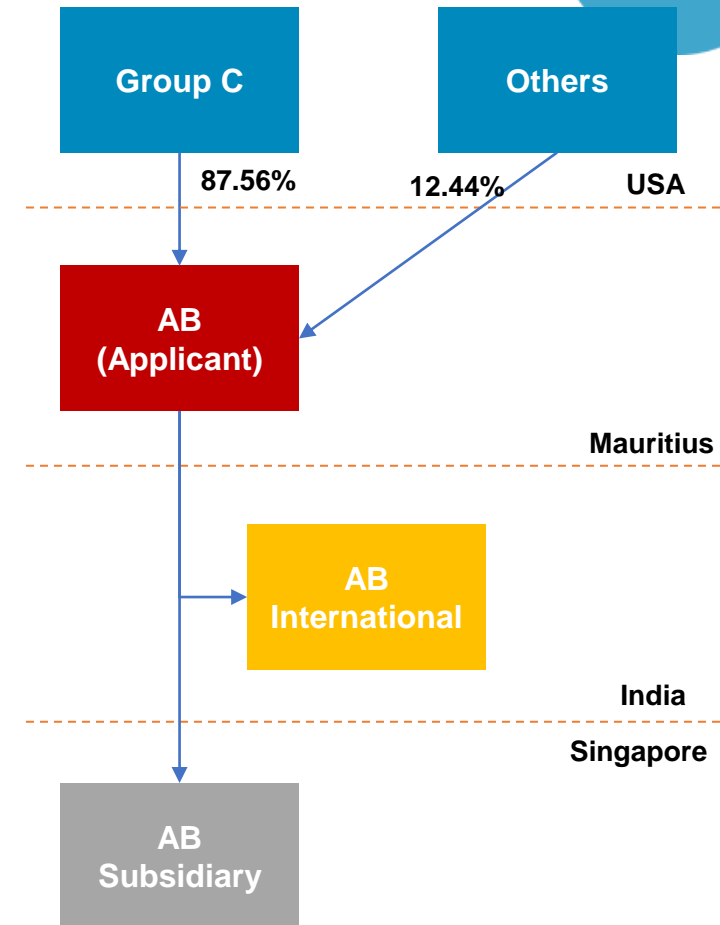 Group C
Others
87.56%
12.44%
USA
AB
(Applicant)
Mauritius
AB
International
India
Singapore
AB
Subsidiary